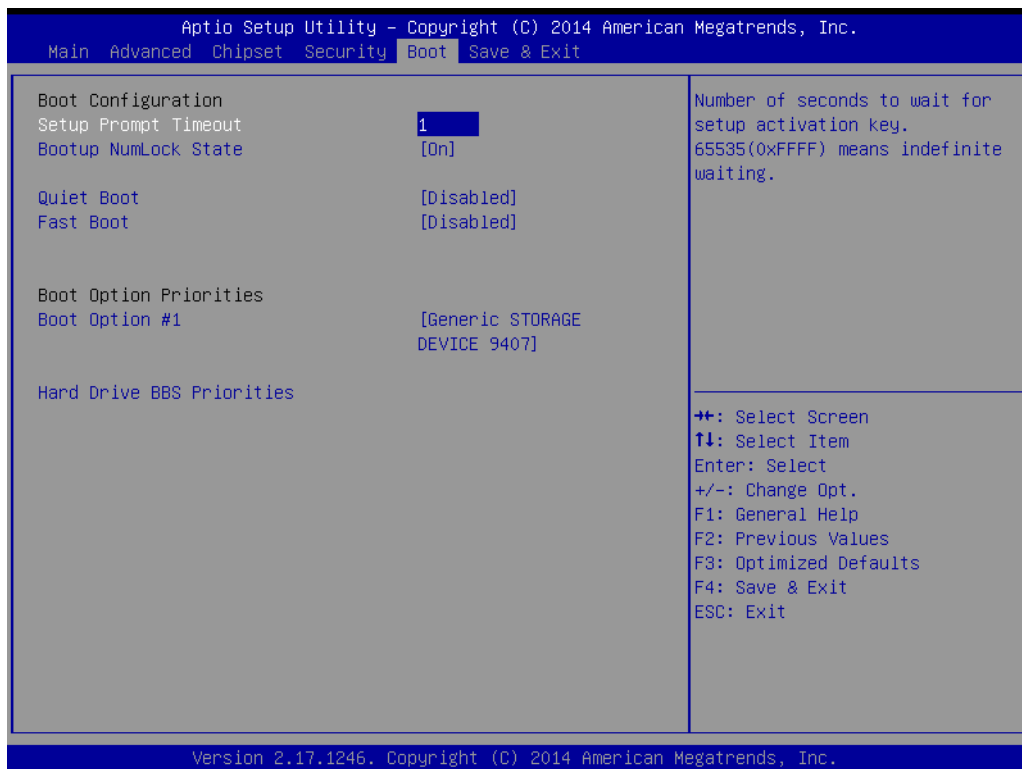 Aptio Setup Utility – Copyright (C) 2014 American Megatrends, Inc.
Main Advanced Chipset Security Boot Save & Exit
Boot Configuration
Setup Prompt Timeout 1
Bootup NumLock State [On]
Quiet Boot [Disabled]
Fast Boot [Disabled]
Boot Option Priorities
Boot Option #1 [Generic STORAGE
DEVICE 9407]
Hard Drive BBS Priorities
Number of seconds to wait for
setup activation key.
65535(0xFFFF) means indefinite
waiting.
→←: Select Screen
↑↓: Select Item
Enter: Select
+/-: Change Opt.
F1: General Help
F2: Previous Values
F3: Optimized Defaults
F4: Save & Exit
ESC: Exit
Version 2.17.1246. Copyright (C) 2014 American Megatrends, Inc.